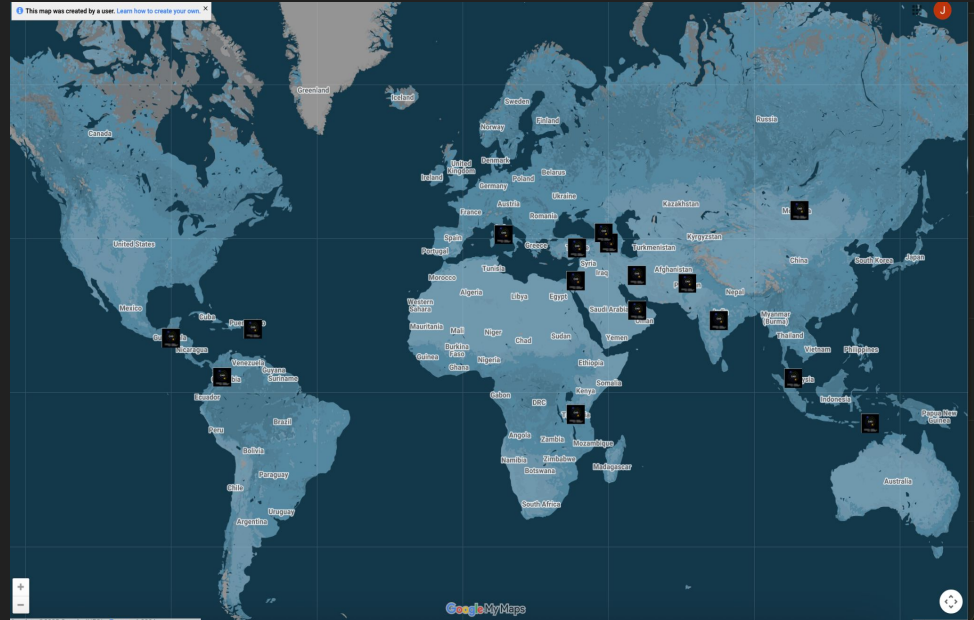 This map was created by a user. Learn how to create your own.
J
Greenland
Iceland
Sweden
Russia
Finland
Norway
Canada
United
Kingdom
Denmark
Ireland
Poland
Belarus
Germany
Ukraine
Austria
Kazakhstan
France
Romania
Spain
Kyrgyzstan
United States
Greece
Turkmenistan
Portugal
South Korea
Japan
China
Syria
Tunisia
Afghanistan
Iraq
Morocco
Algeria
Libya
Egypt
Nepal
Western
Sahara
Mexico
Saudi Arabia
Cuba
Myanmar
(Burma)
Mauritania
Mali
Niger
Chad
Sudan
Yemen
Thailand
Nicaragua
Burkina
Faso
Vietnam
Philippines
Guinea
Nigeria
Ghana
Ethiopia
Venezuela
Guyana
Suriname
Somalia
Kenya
Ecuador
Gabon
DRC
Indonesia
Papua New
Guinea
Brazil
Peru
Angola
Zambia
Mozambique
Bolivia
Namibia
Zimbabwe
Botswana
Madagascar
Paraguay
Chile
Australia
South Africa
Uruguay
Argentina
Google My Maps